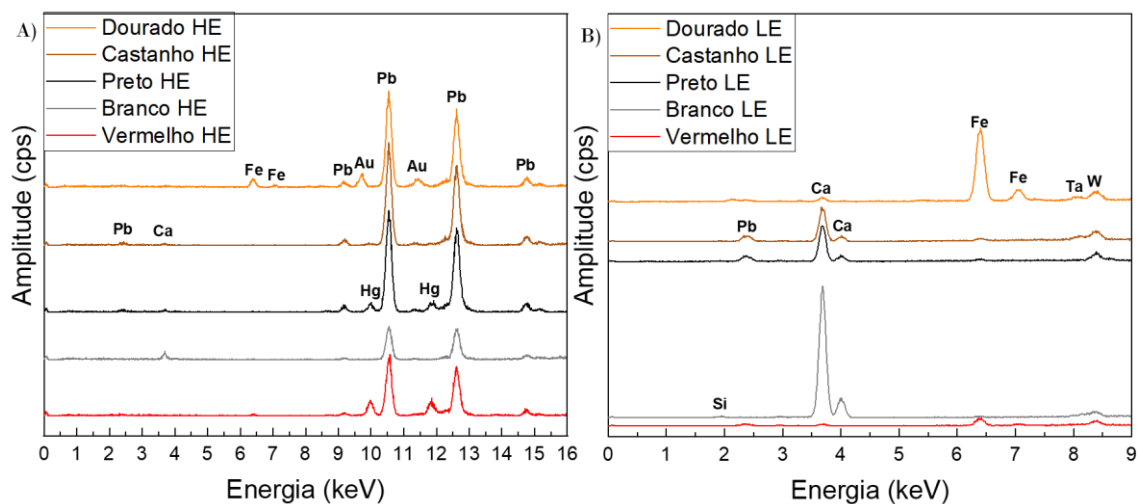 A)
Dourado HE
Castanho HE
Preto HE
Branco HE
Vermelho HE
Pb
Pb
Fe Fe Pb Au Au Pb
Pb Ca
Hg Hg
Amplitude (cps)
0 1 2 3 4 5 6 7 8 9 10 11 12 13 14 15 16
Energia (keV)
B)
Dourado LE
Castanho LE
Preto LE
Branco LE
Vermelho LE
Fe
Ca Fe Ta W
Pb Ca
Si
Amplitude (cps)
0 1 2 3 4 5 6 7 8 9
Energia (keV)